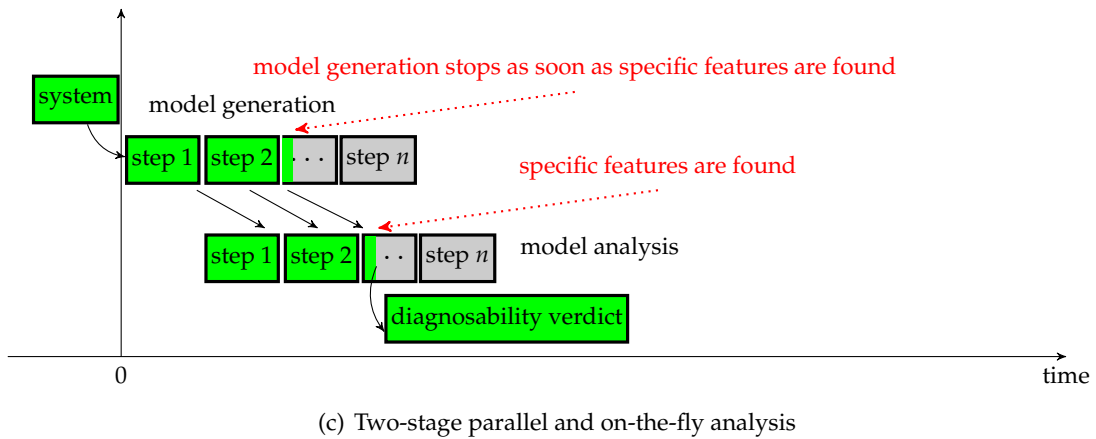 model generation stops as soon as specific features are found
system
model generation
step 1 step 2 ... step n
specific features are found
step 1 step 2 .. step n
model analysis
diagnosability verdict
0
time
(c) Two-stage parallel and on-the-fly analysis